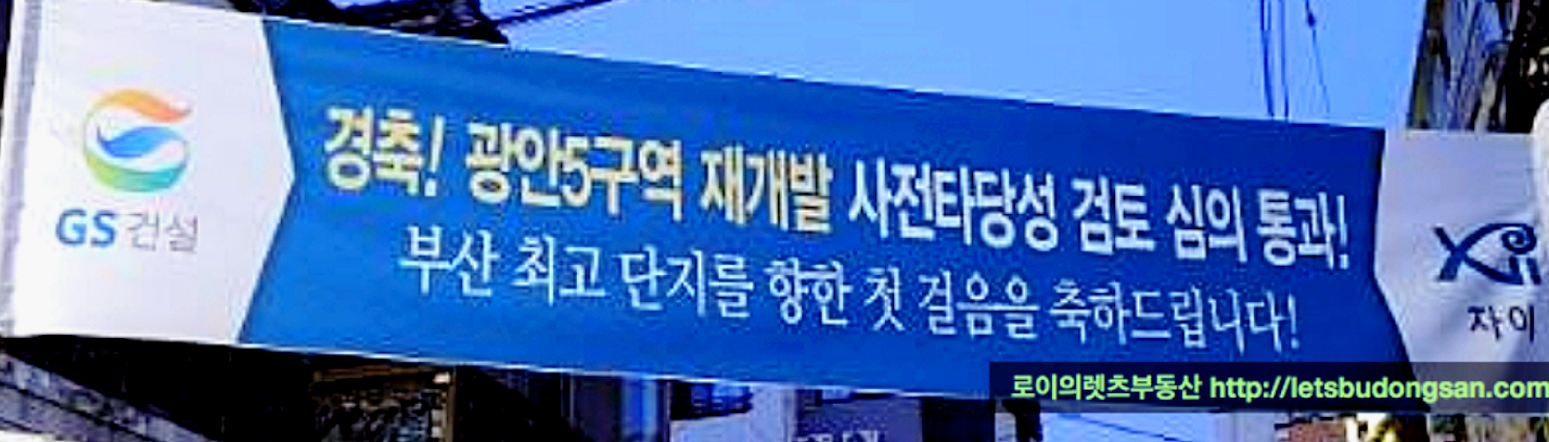 GS건설
경축! 광안5구역 재개발 사전타당성 검토 심의 통과!
부산 최고 단지를 향한 첫 걸음을 축하드립니다!
Xi
자이
로이의렛츠부동산 http://letsbudongsan.com